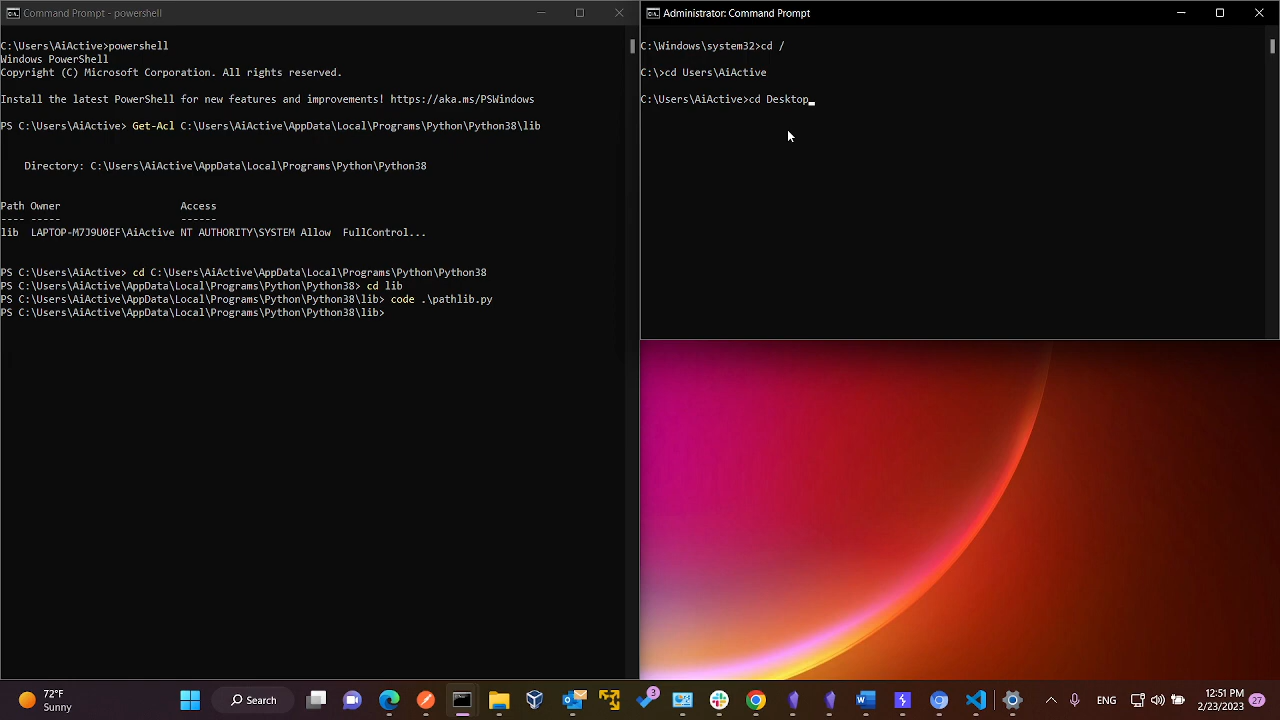 Command Prompt - powershell
C:\Users\AiActive>powershell
Windows PowerShell
Copyright (C) Microsoft Corporation. All rights reserved.
Install the latest PowerShell for new features and improvements! https://aka.ms/PSWindows
PS C:\Users\AiActive> Get-Acl C:\Users\AiActive\AppData\Local\Programs\Python\Python38\lib
Directory: C:\Users\AiActive\AppData\Local\Programs\Python\Python38
Path Owner Access
---- ----- ------
lib LAPTOP-M7J9U0EF\AiActive NT AUTHORITY\SYSTEM Allow FullControl...
PS C:\Users\AiActive> cd C:\Users\AiActive\AppData\Local\Programs\Python\Python38
PS C:\Users\AiActive\AppData\Local\Programs\Python\Python38> cd lib
PS C:\Users\AiActive\AppData\Local\Programs\Python\Python38\lib> code .\pathlib.py
PS C:\Users\AiActive\AppData\Local\Programs\Python\Python38\lib>
Administrator: Command Prompt
C:\Windows\system32>cd /
C:\>cd Users\AiActive
C:\Users\AiActive>cd Desktop_
72°F
Sunny
Search
3
ENG
12:51 PM
2/23/2023
27